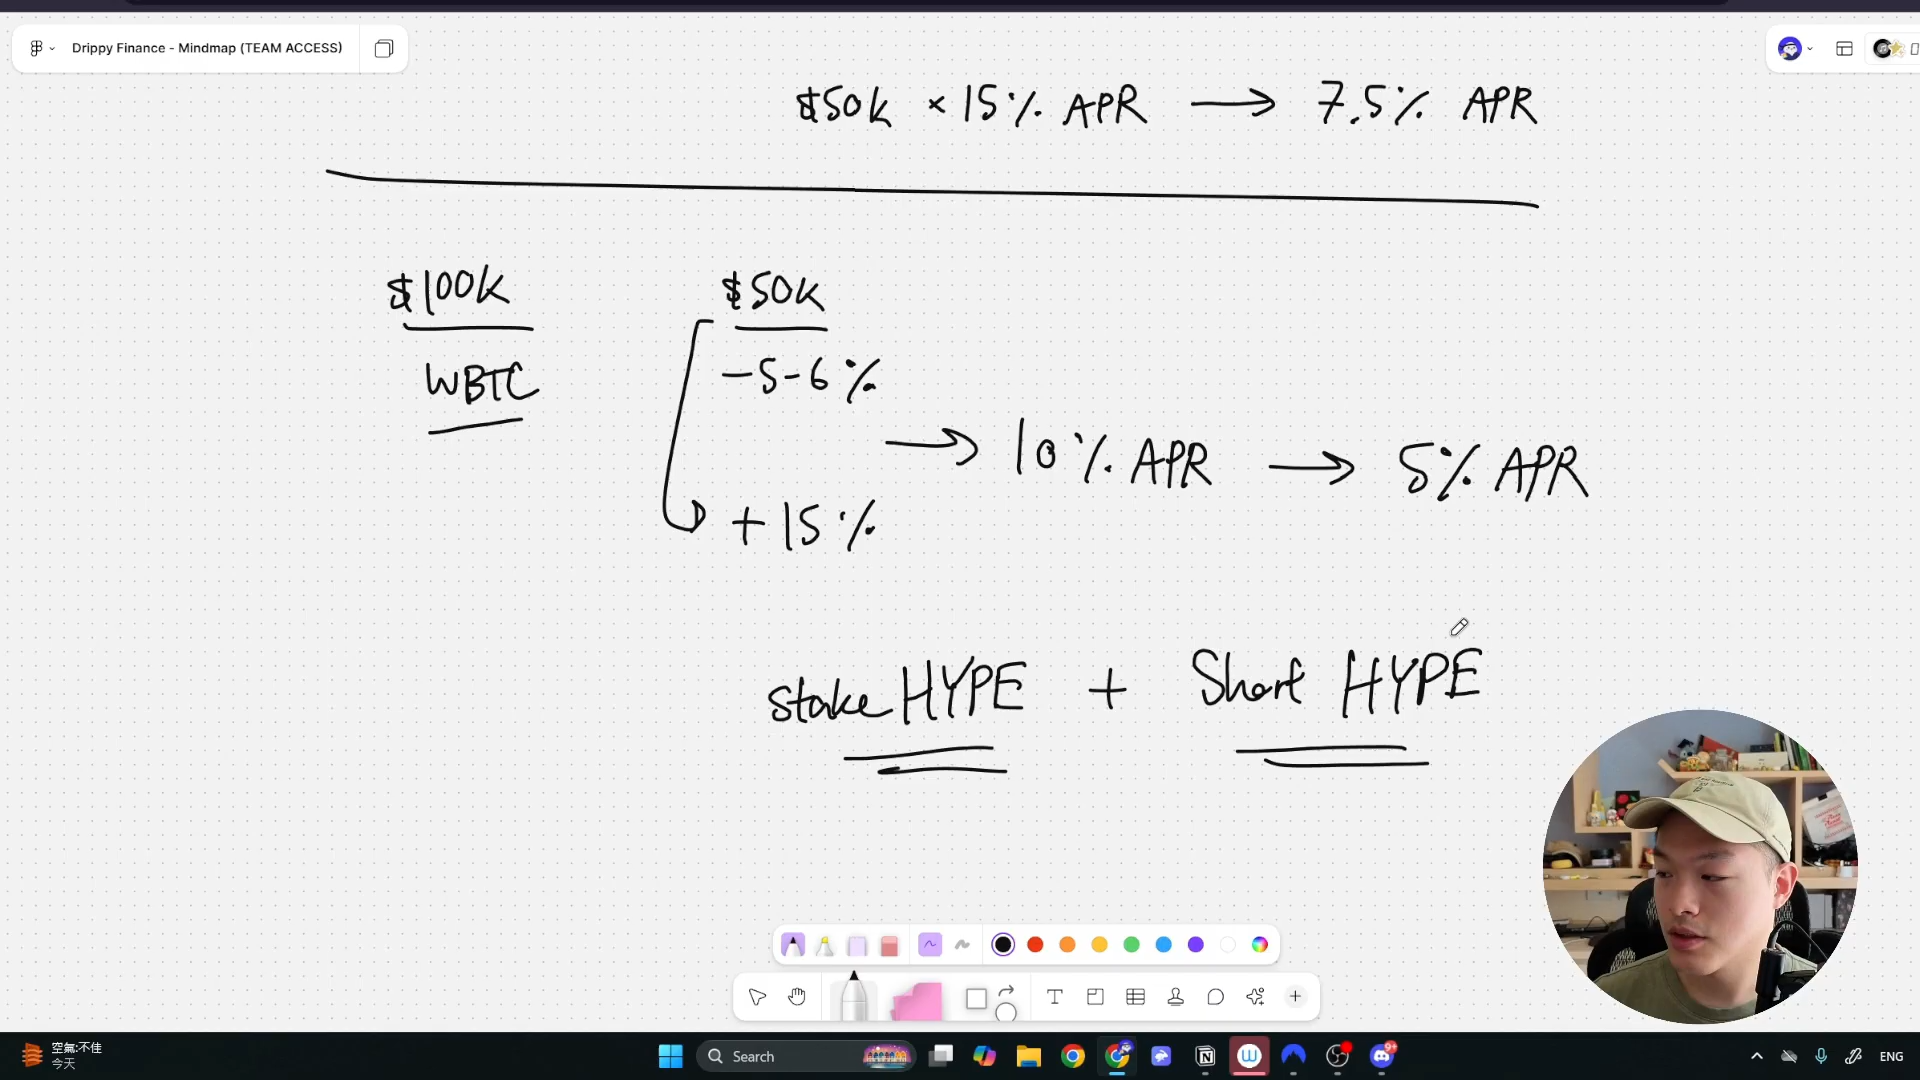 Drippy Finance - Mindmap (TEAM ACCESS)
$50k × 15% APR → 7.5% APR
$100k
$50k
WBTC
-5-6%
→ 10% APR → 5% APR
+15%
stake HYPE + Short HYPE
T
空氣:不佳
今天
Search
9+
ENG